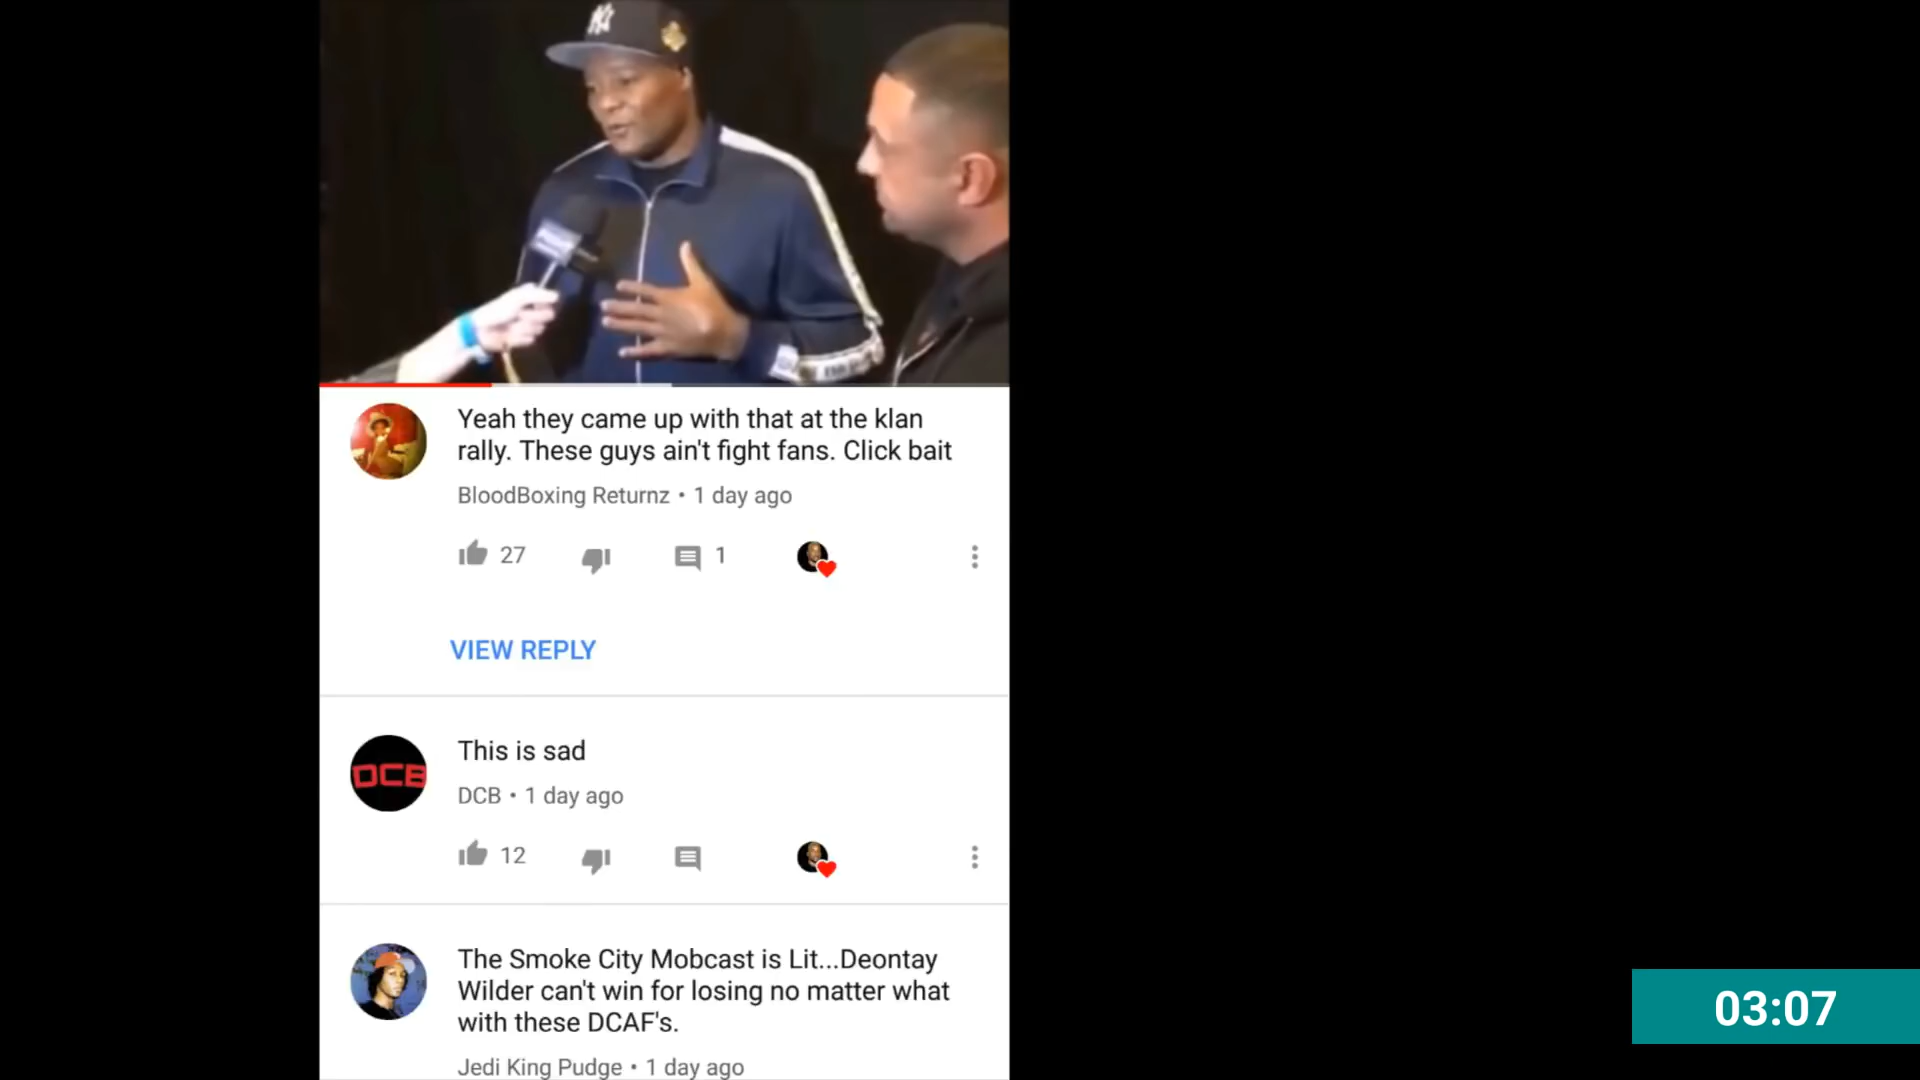 NY
Yeah they came up with that at the klan
rally. These guys ain't fight fans. Click bait
BloodBoxing Returnz • 1 day ago
27
1
VIEW REPLY
DCB
This is sad
DCB • 1 day ago
12
The Smoke City Mobcast is Lit...Deontay
Wilder can't win for losing no matter what
with these DCAF's.
Jedi King Pudge • 1 day ago
03:07